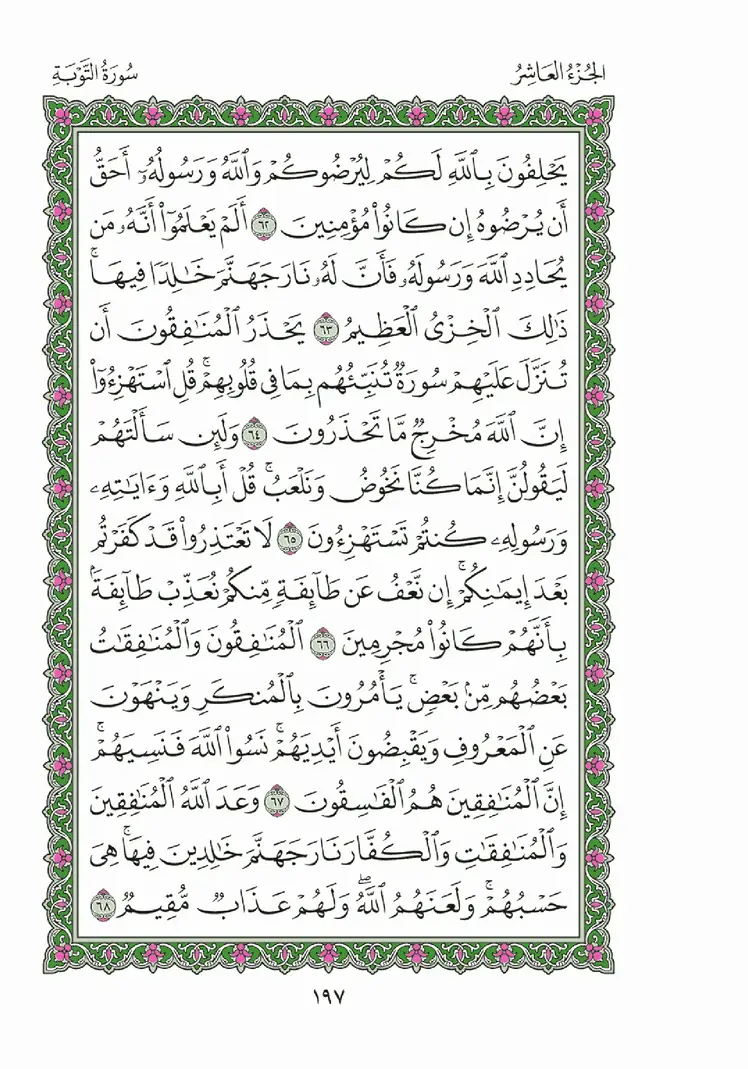 الجُزْءُ العَاشِرُ
سُورَةُ التَّوْبَةِ
يَحْلِفُونَ بِٱللَّهِ لَكُمْ لِيُرْضُوكُمْ وَٱللَّهُ وَرَسُولُهُۥٓ أَحَقُّ
أَن يُرْضُوهُ إِن كَانُوا۟ مُؤْمِنِينَ ٦٢ أَلَمْ يَعْلَمُوٓا۟ أَنَّهُۥ مَن
يُحَادِدِ ٱللَّهَ وَرَسُولَهُۥ فَأَنَّ لَهُۥ نَارَ جَهَنَّمَ خَٰلِدًا فِيهَا ۚ
ذَٰلِكَ ٱلْخِزْىُ ٱلْعَظِيمُ ٦٣ يَحْذَرُ ٱلْمُنَٰفِقُونَ أَن
تُنَزَّلَ عَلَيْهِمْ سُورَةٌ تُنَبِّئُهُم بِمَا فِى قُلُوبِهِمْ ۚ قُلِ ٱسْتَهْزِءُوٓا۟
إِنَّ ٱللَّهَ مُخْرِجٌ مَّا تَحْذَرُونَ ٦٤ وَلَئِن سَأَلْتَهُمْ
لَيَقُولُنَّ إِنَّمَا كُنَّا نَخُوضُ وَنَلْعَبُ ۚ قُلْ أَبِٱللَّهِ وَءَايَٰتِهِۦ
وَرَسُولِهِۦ كُنتُمْ تَسْتَهْزِءُونَ ٦٥ لَا تَعْتَذِرُوا۟ قَدْ كَفَرْتُم
بَعْدَ إِيمَٰنِكُمْ ۚ إِن نَّعْفُ عَن طَآئِفَةٍ مِّنكُمْ نُعَذِّبْ طَآئِفَةًۢ
بِأَنَّهُمْ كَانُوا۟ مُجْرِمِينَ ٦٦ ٱلْمُنَٰفِقُونَ وَٱلْمُنَٰفِقَٰتُ
بَعْضُهُم مِّنۢ بَعْضٍ ۚ يَأْمُرُونَ بِٱلْمُنكَرِ وَيَنْهَوْنَ
عَنِ ٱلْمَعْرُوفِ وَيَقْبِضُونَ أَيْدِيَهُمْ ۚ نَسُوا۟ ٱللَّهَ فَنَسِيَهُمْ ۗ
إِنَّ ٱلْمُنَٰفِقِينَ هُمُ ٱلْفَٰسِقُونَ ٦٧ وَعَدَ ٱللَّهُ ٱلْمُنَٰفِقِينَ
وَٱلْمُنَٰفِقَٰتِ وَٱلْكُفَّارَ نَارَ جَهَنَّمَ خَٰلِدِينَ فِيهَا ۚ هِىَ
حَسْبُهُمْ ۚ وَلَعَنَهُمُ ٱللَّهُ ۖ وَلَهُمْ عَذَابٌ مُّقِيمٌ ٦٨
١٩٧